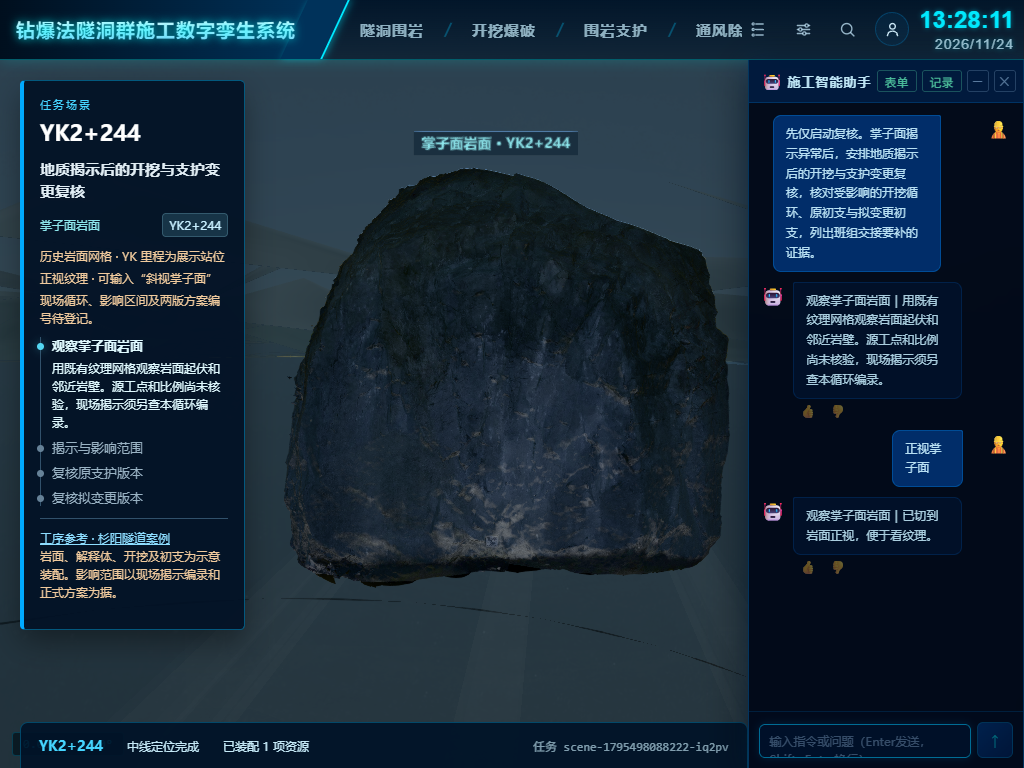 钻爆法隧洞群施工数字孪生系统
隧洞围岩 / 开挖爆破 / 围岩支护 / 通风除
13:28:11
2026/11/24
任务场景
YK2+244
地质揭示后的开挖与支护变
更复核
掌子面岩面
YK2+244
历史岩面网格 · YK 里程为展示站位
正视纹理 · 可输入“斜视掌子面”
现场循环、影响区间及两版方案编
号待登记。
观察掌子面岩面
用既有纹理网格观察岩面起伏和
邻近岩壁。源工点和比例尚未核
验，现场揭示须另查本循环编
录。
揭示与影响范围
复核原支护版本
复核拟变更版本
工序参考 · 杉阳隧道案例
岩面、解释体、开挖及初支为示意
装配。影响范围以现场揭示编录和
正式方案为据。
掌子面岩面 · YK2+244
施工智能助手
表单
记录
先仅启动复核。掌子面揭
示异常后，安排地质揭示
后的开挖与支护变更复
核，核对受影响的开挖循
环、原初支与拟变更初
支，列出班组交接要补的
证据。
观察掌子面岩面 | 用既有
纹理网格观察岩面起伏和
邻近岩壁。源工点和比例
尚未核验，现场揭示须另
查本循环编录。
正视掌
子面
观察掌子面岩面 | 已切到
岩面正视，便于看纹理。
输入指令或问题（Enter发送，
YK2+244
中线定位完成
已装配 1 项资源
任务 scene-1795498088222-iq2pv